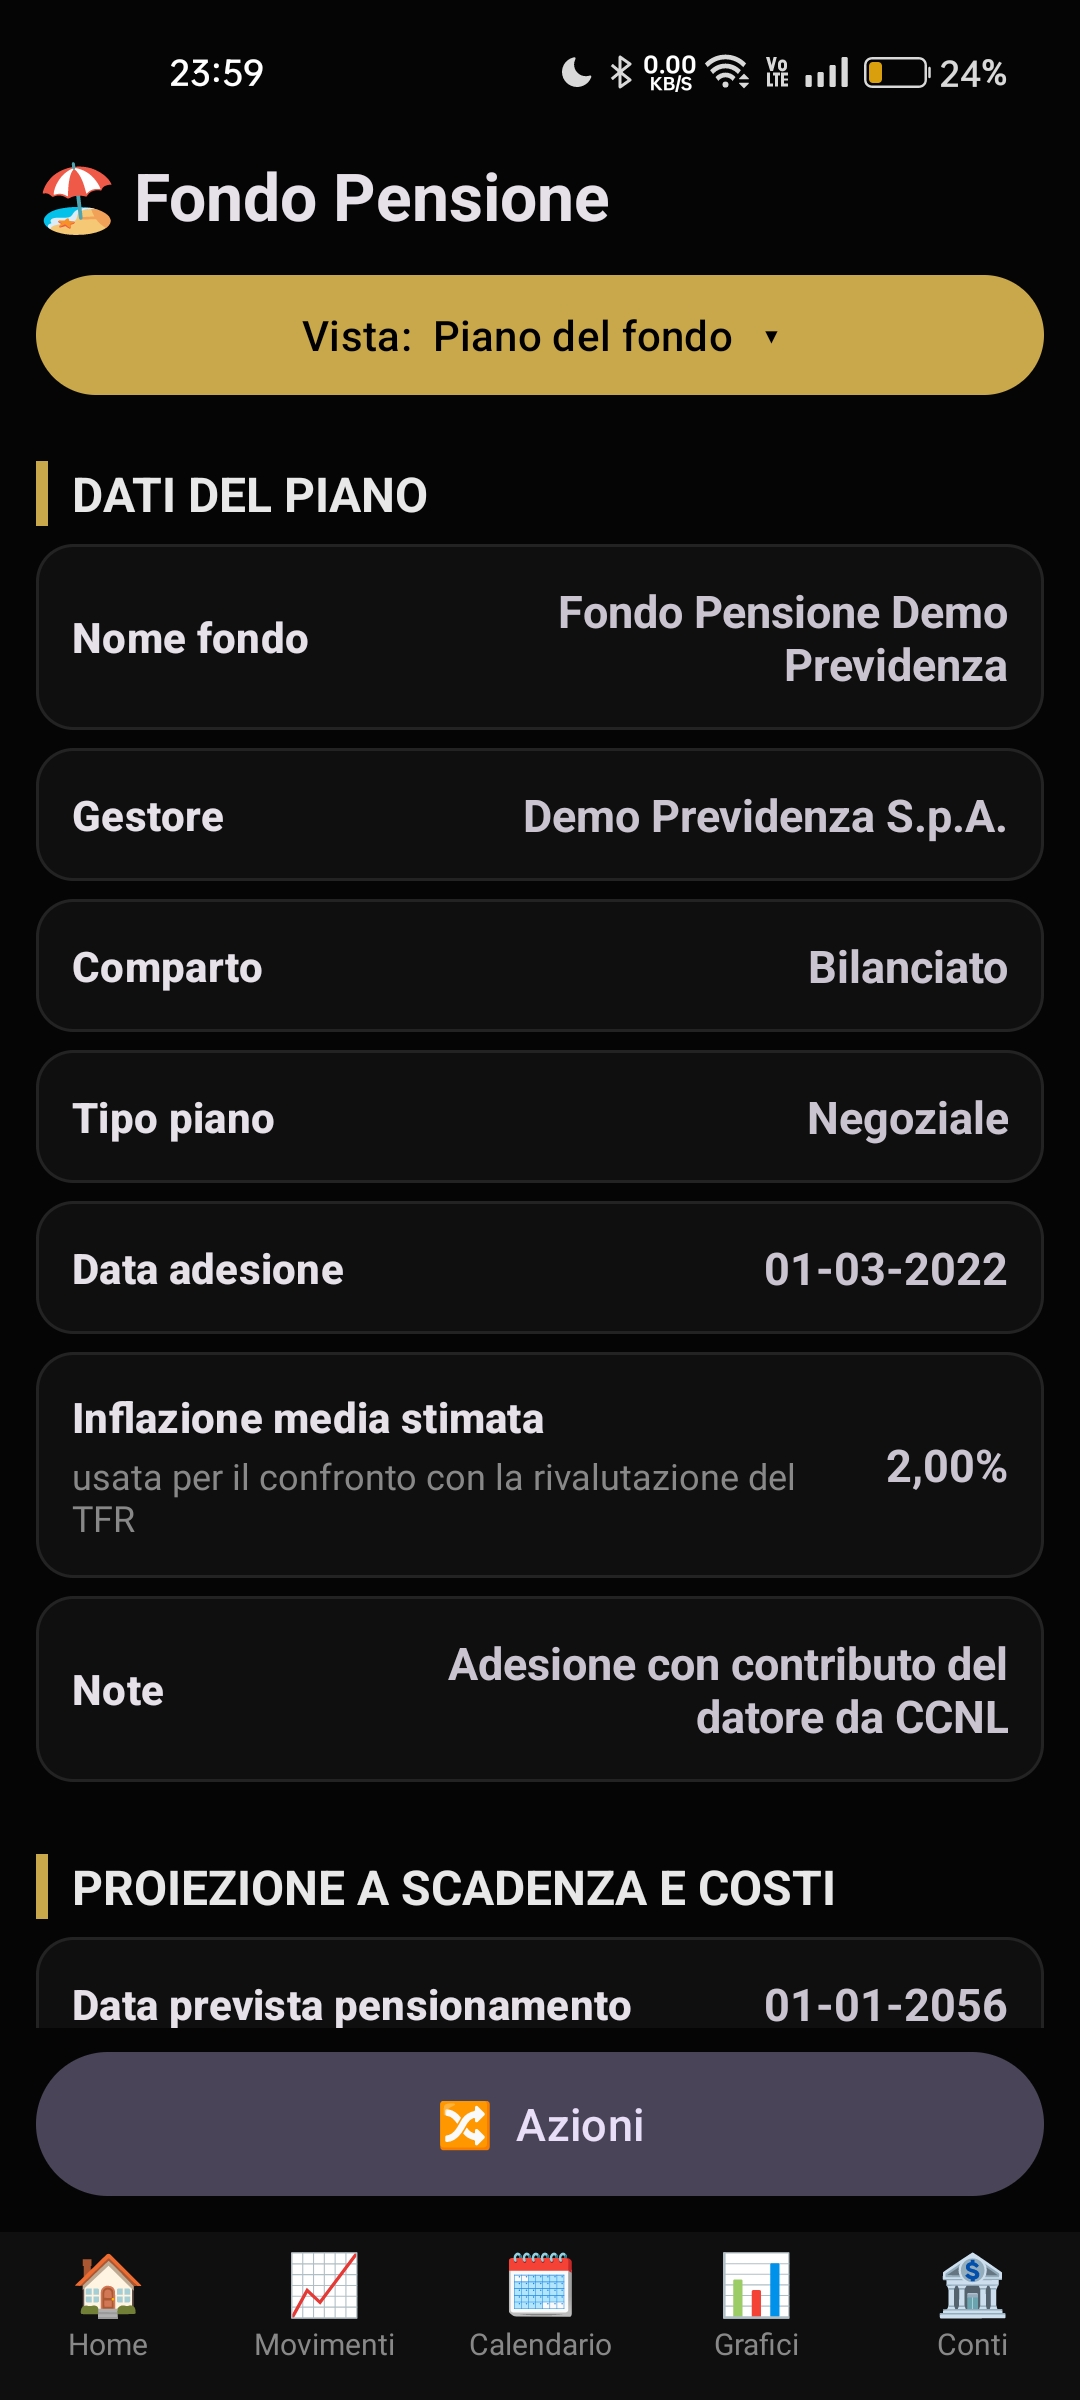 23:59
0.00
KB/S
Vo
LTE
24%
Fondo Pensione
Vista: Piano del fondo ▼
DATI DEL PIANO
Nome fondo
Fondo Pensione Demo
Previdenza
Gestore
Demo Previdenza S.p.A.
Comparto
Bilanciato
Tipo piano
Negoziale
Data adesione
01-03-2022
Inflazione media stimata
usata per il confronto con la rivalutazione del
TFR
2,00%
Note
Adesione con contributo del
datore da CCNL
PROIEZIONE A SCADENZA E COSTI
Data prevista pensionamento
01-01-2056
Azioni
Home
Movimenti
Calendario
Grafici
Conti